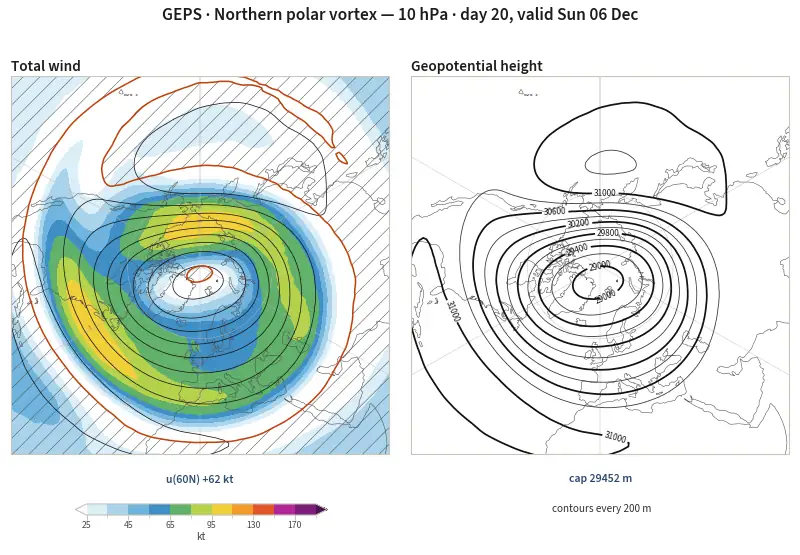 GEPS · Northern polar vortex — 10 hPa · day 20, valid Sun 06 Dec
Total wind
Geopotential height
31000
30600
30200
29800
29400
29000
29000
31000
31000
u(60N) +62 kt
cap 29452 m
contours every 200 m
25 45 65 95 130 170
kt